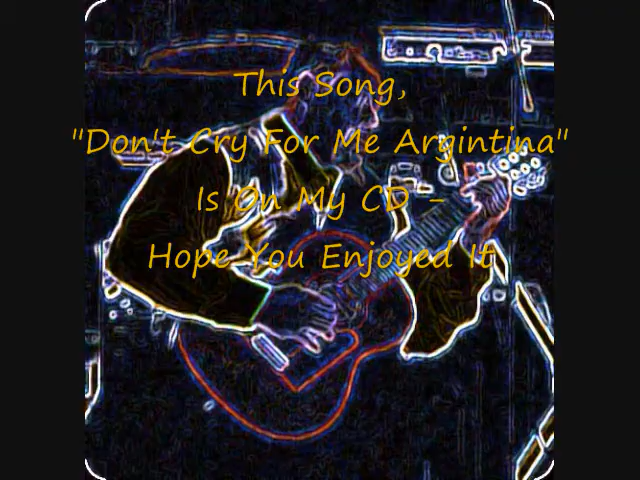 This Song,
"Don't Cry For Me Argintina"
Is On My CD -
Hope You Enjoyed It